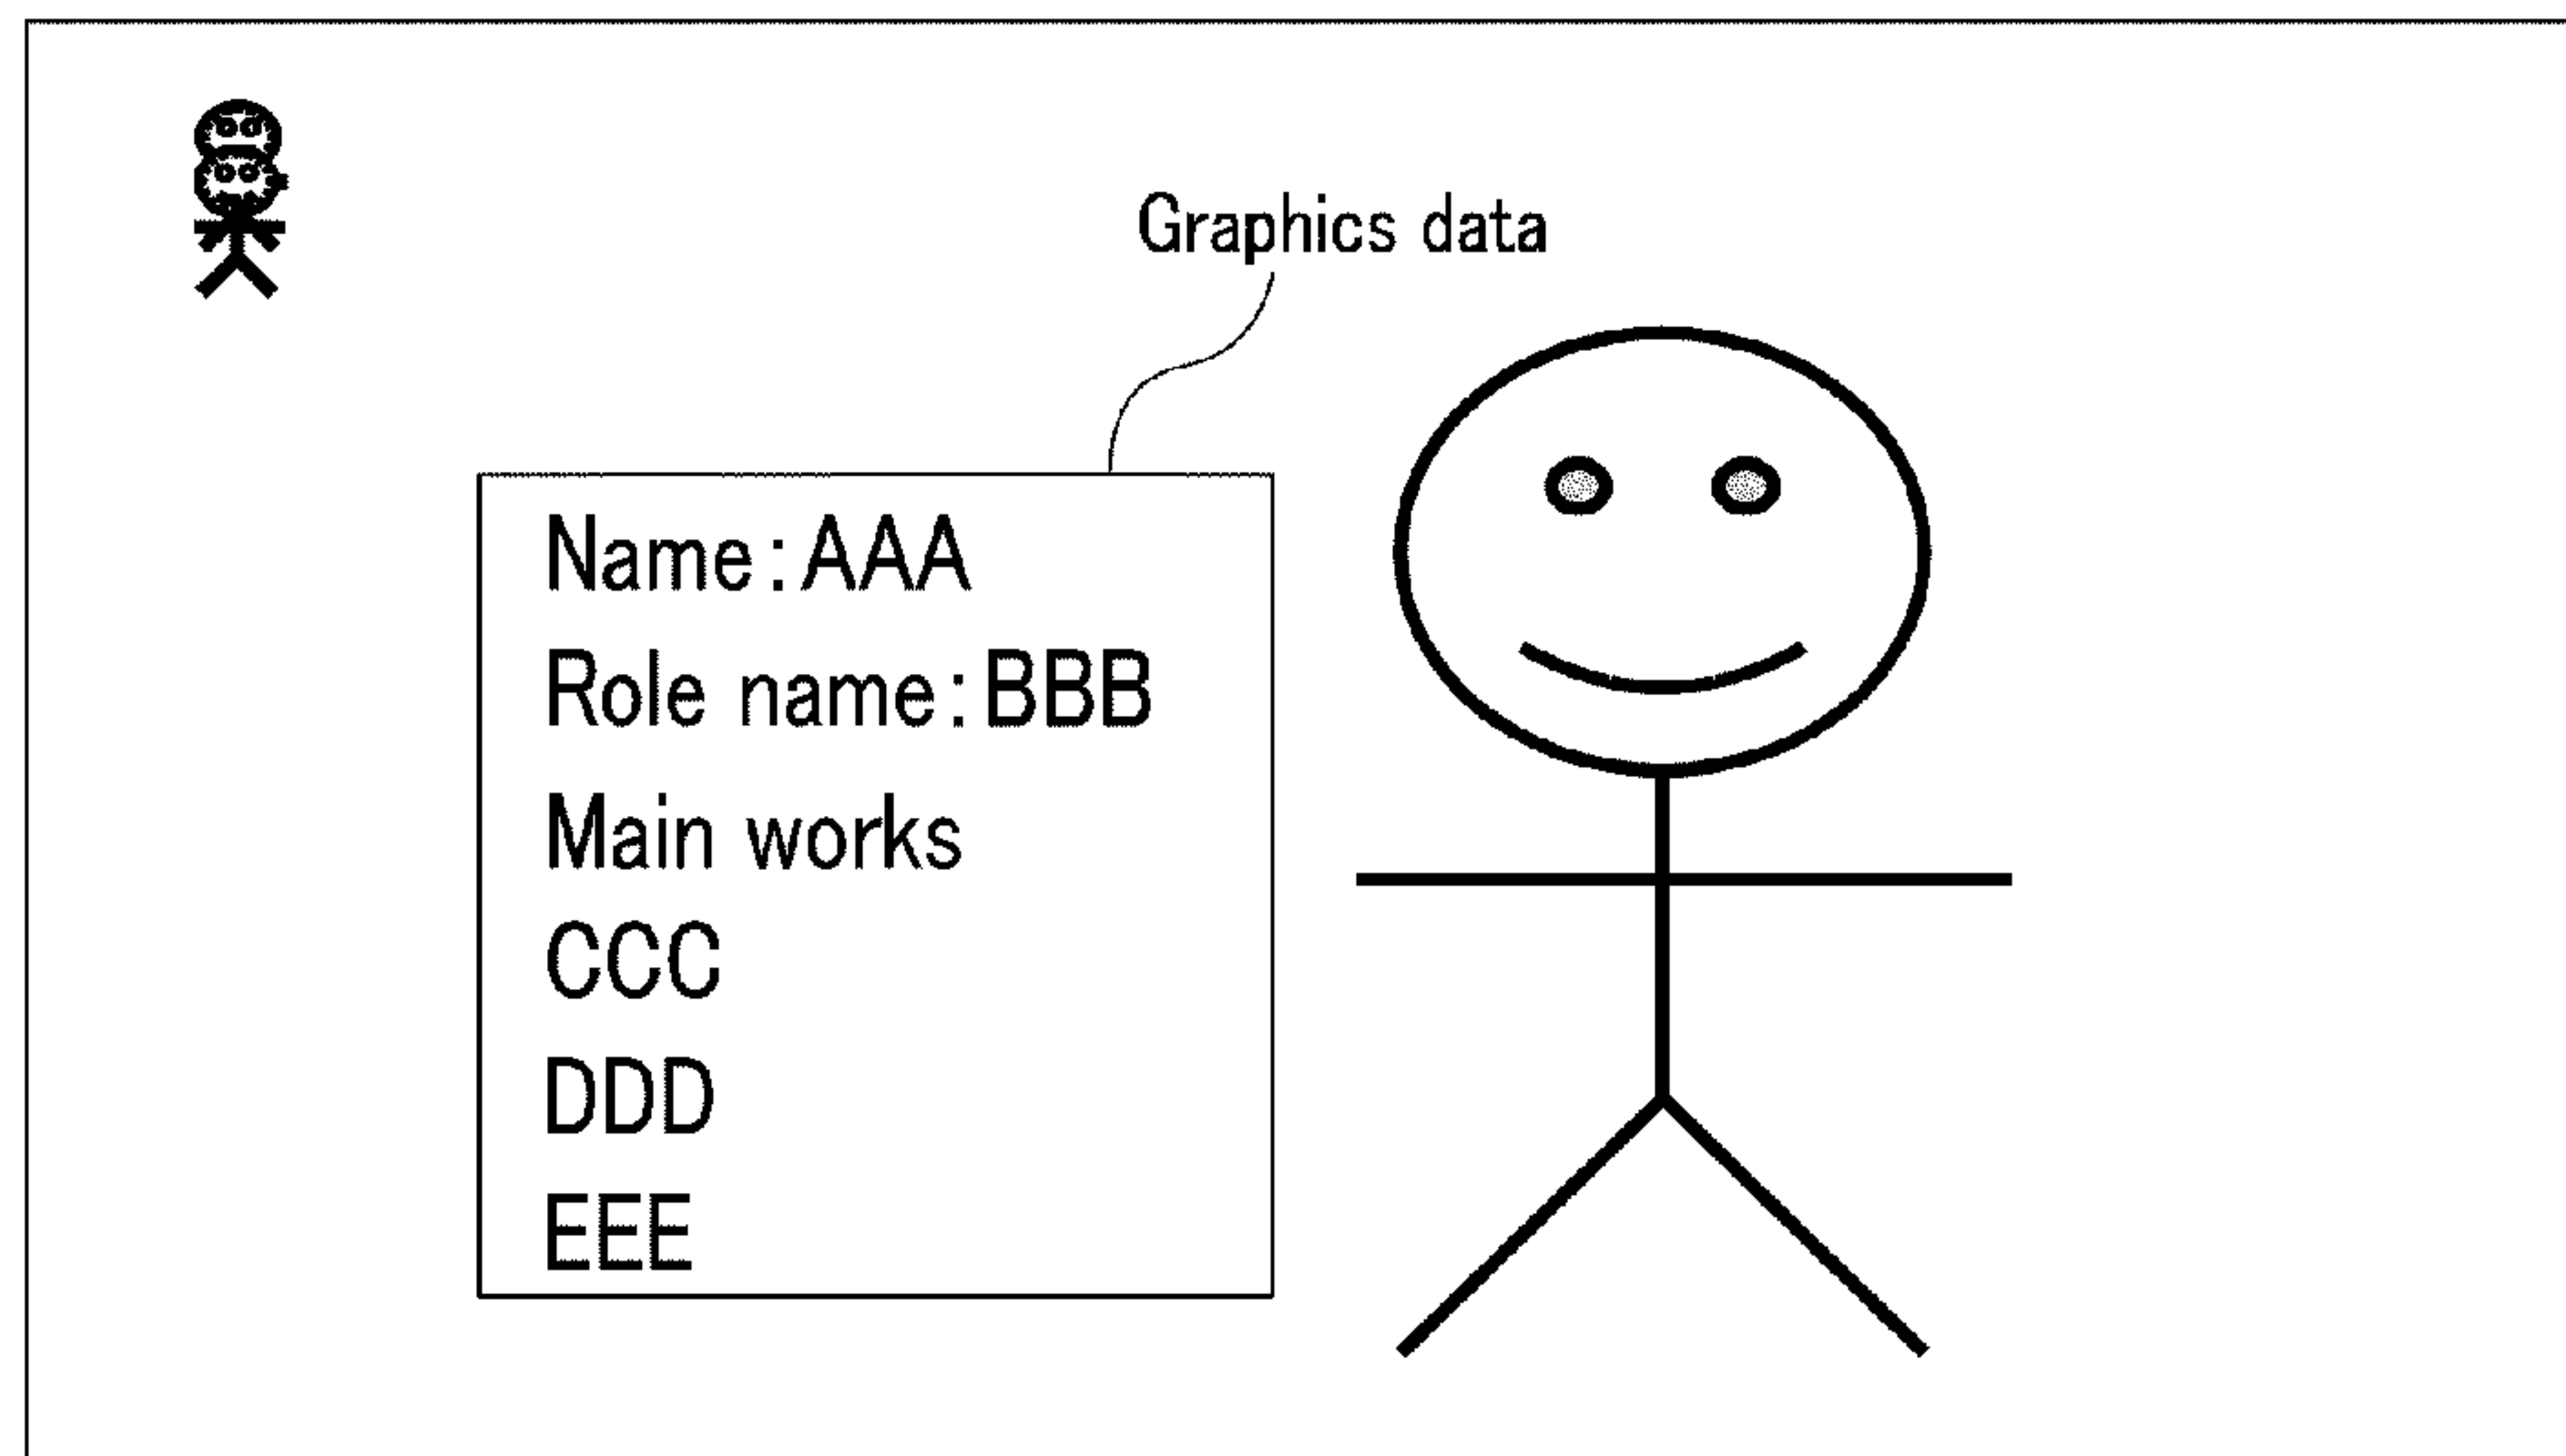 Graphics data
Name:AAA
Role name:BBB
Main works
CCC
DDD
EEE